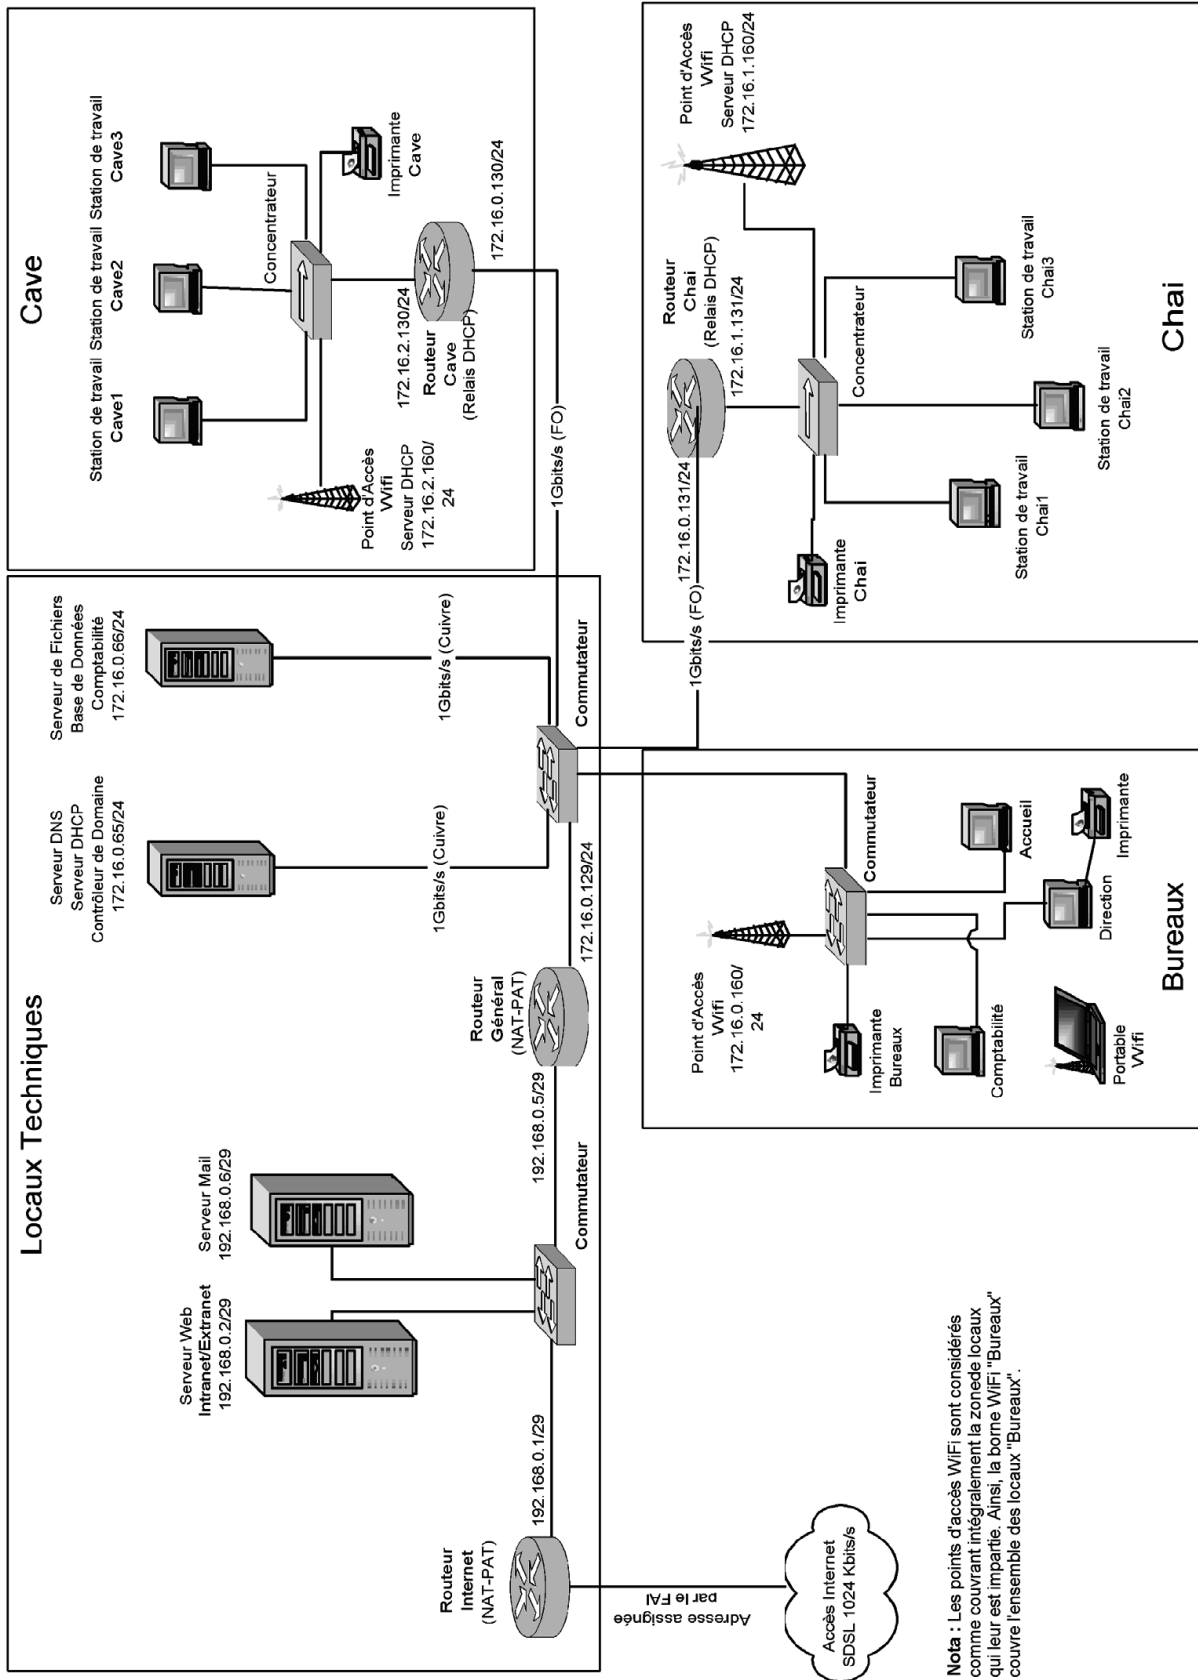 Locaux Techniques
Serveur Web
Intranet/Extranet
192.168.0.2/29
Serveur Mail
192.168.0.6/29
Serveur DNS
Serveur DHCP
Contrôleur de Domaine
172.16.0.65/24
Serveur de Fichiers
Base de Données
Comptabilité
172.16.0.66/24
1Gbits/s (Cuivre)
1Gbits/s (Cuivre)
Routeur
Internet
(NAT-PAT)
192.168.0.1/29
Commutateur
192.168.0.5/29
Routeur
Général
(NAT-PAT)
172.16.0.129/24
Commutateur
Adresse assignée
par le FAI
Accès Internet
SDSL 1024 Kbits/s
Cave
Station de travail
Cave1
Station de travail
Cave2
Station de travail
Cave3
Concentrateur
Point d'Accès
Wifi
Serveur DHCP
172.16.2.160/
24
172.16.2.130/24
Routeur
Cave
(Relais DHCP)
Imprimante
Cave
172.16.0.130/24
1Gbits/s (FO)
1Gbits/s (FO)
Bureaux
Point d'Accès
Wifi
172.16.0.160/
24
Commutateur
Imprimante
Bureaux
Comptabilité
Portable
Wifi
Direction
Accueil
Imprimante
Chai
172.16.0.131/24
Routeur
Chai
(Relais DHCP)
172.16.1.131/24
Point d'Accès
Wifi
Serveur DHCP
172.16.1.160/24
Imprimante
Chai
Concentrateur
Station de travail
Chai1
Station de travail
Chai2
Station de travail
Chai3
Nota : Les points d'accès WiFi sont considérés
comme couvrant intégralement la zonede locaux
qui leur est impartie. Ainsi, la borne WiFi "Bureaux"
couvre l'ensemble des locaux "Bureaux".